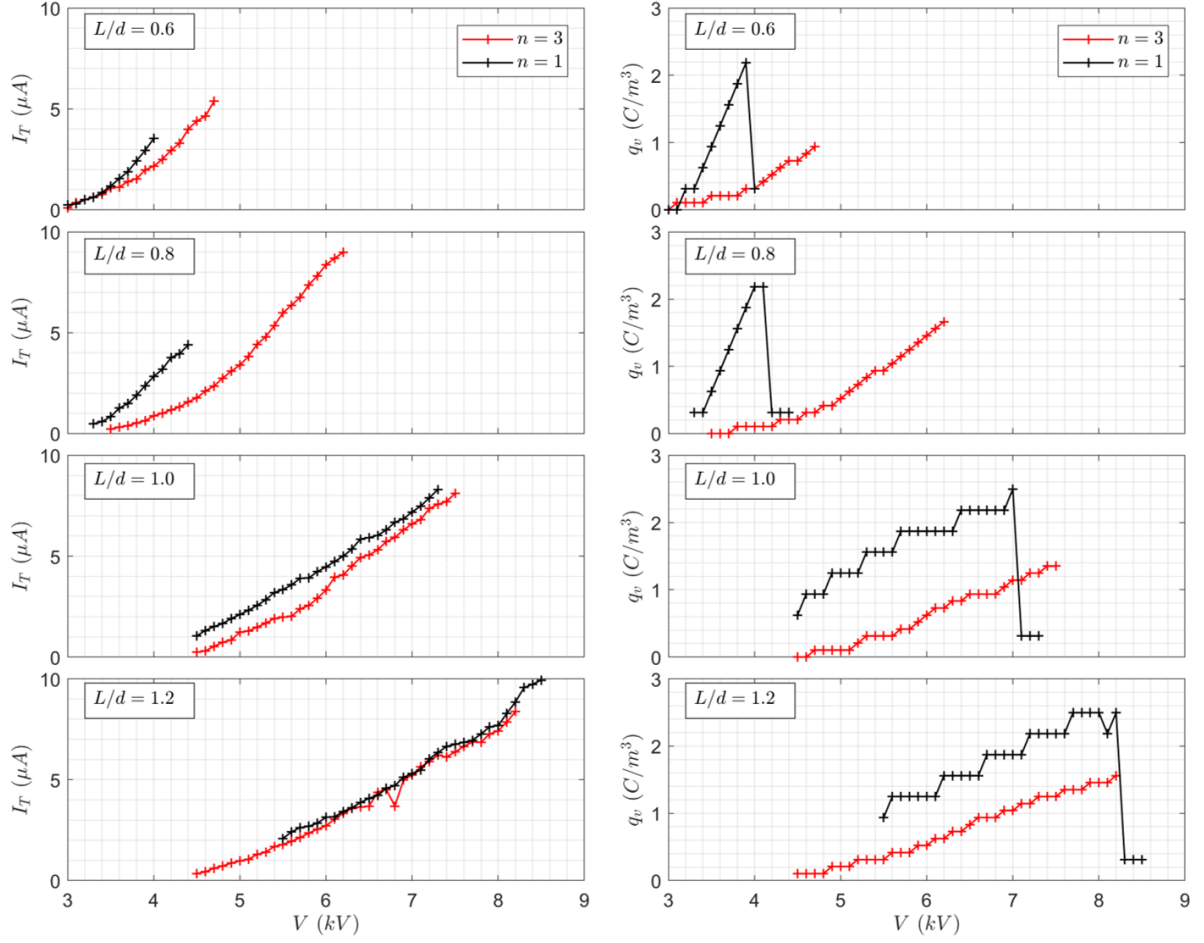 L/d = 0.6
n = 3
n = 1
10
5
0
I_T (μA)
L/d = 0.6
n = 3
n = 1
3
2
1
0
q_v (C/m^3)
L/d = 0.8
10
5
0
I_T (μA)
L/d = 0.8
3
2
1
0
q_v (C/m^3)
L/d = 1.0
10
5
0
I_T (μA)
L/d = 1.0
3
2
1
0
q_v (C/m^3)
L/d = 1.2
10
5
0
I_T (μA)
3 4 5 6 7 8 9
V (kV)
L/d = 1.2
3
2
1
0
q_v (C/m^3)
3 4 5 6 7 8 9
V (kV)